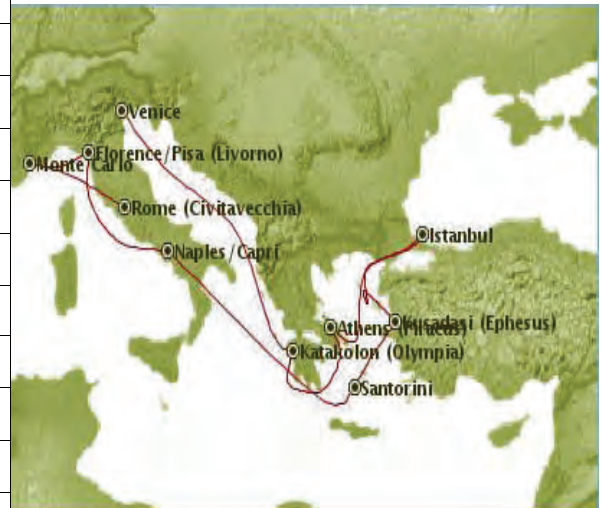 Venice
Florence/Pisa (Livorno)
Monte Carlo
Rome (Civitavecchia)
Istanbul
Naples/Capri
Kusadasi (Ephesus)
Athens (Piraeus)
Katakolon (Olympia)
Santorini